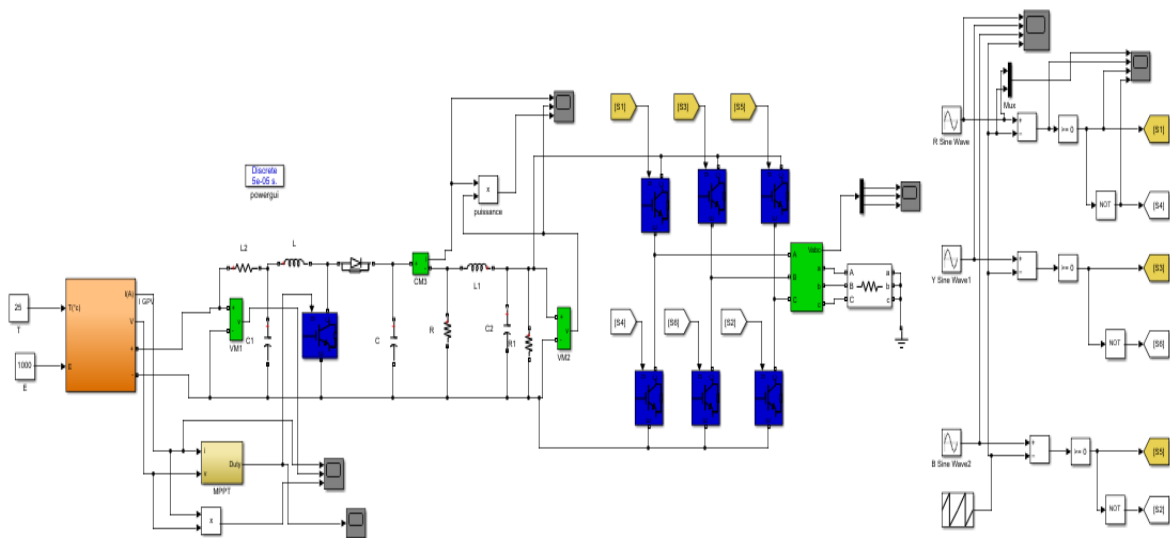 [S1]
[S3]
[S5]
Mux
+
-
>= 0
[S1]
R Sine Wave
NOT
[S4]
Discrete
5e-05 s.
powergui
x
puissance
L2
L
CM3
L1
Vabc
A
B
C
a
b
c
A
B
C
a
b
c
Y Sine Wave1
+
-
>= 0
[S3]
NOT
[S6]
25
T
T(°c)
I(A)
I GPV
V
+
-
1000
E
E
VM1
C1
C
R
C2
R1
VM2
[S4]
[S6]
[S2]
B Sine Wave2
+
-
>= 0
[S5]
NOT
[S2]
i
v
Duty
MPPT
x